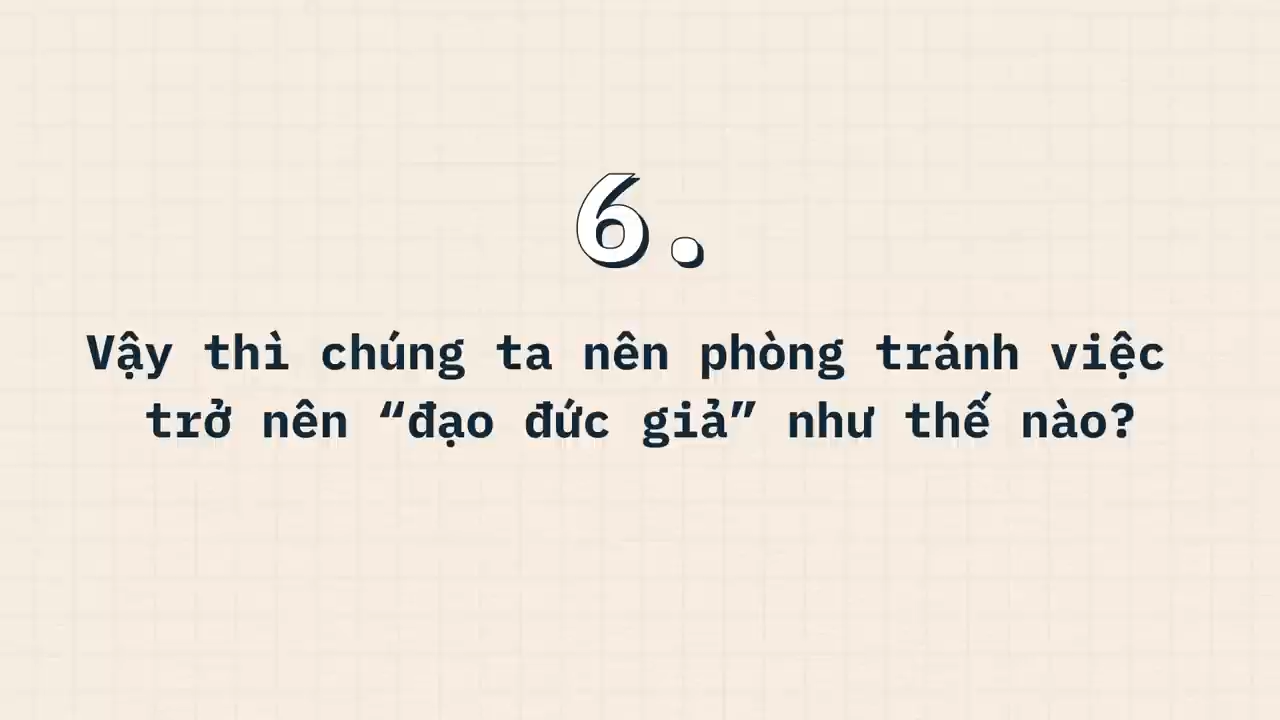 6.
Vậy thì chúng ta nên phòng tránh việc
trở nên “đạo đức giả” như thế nào?